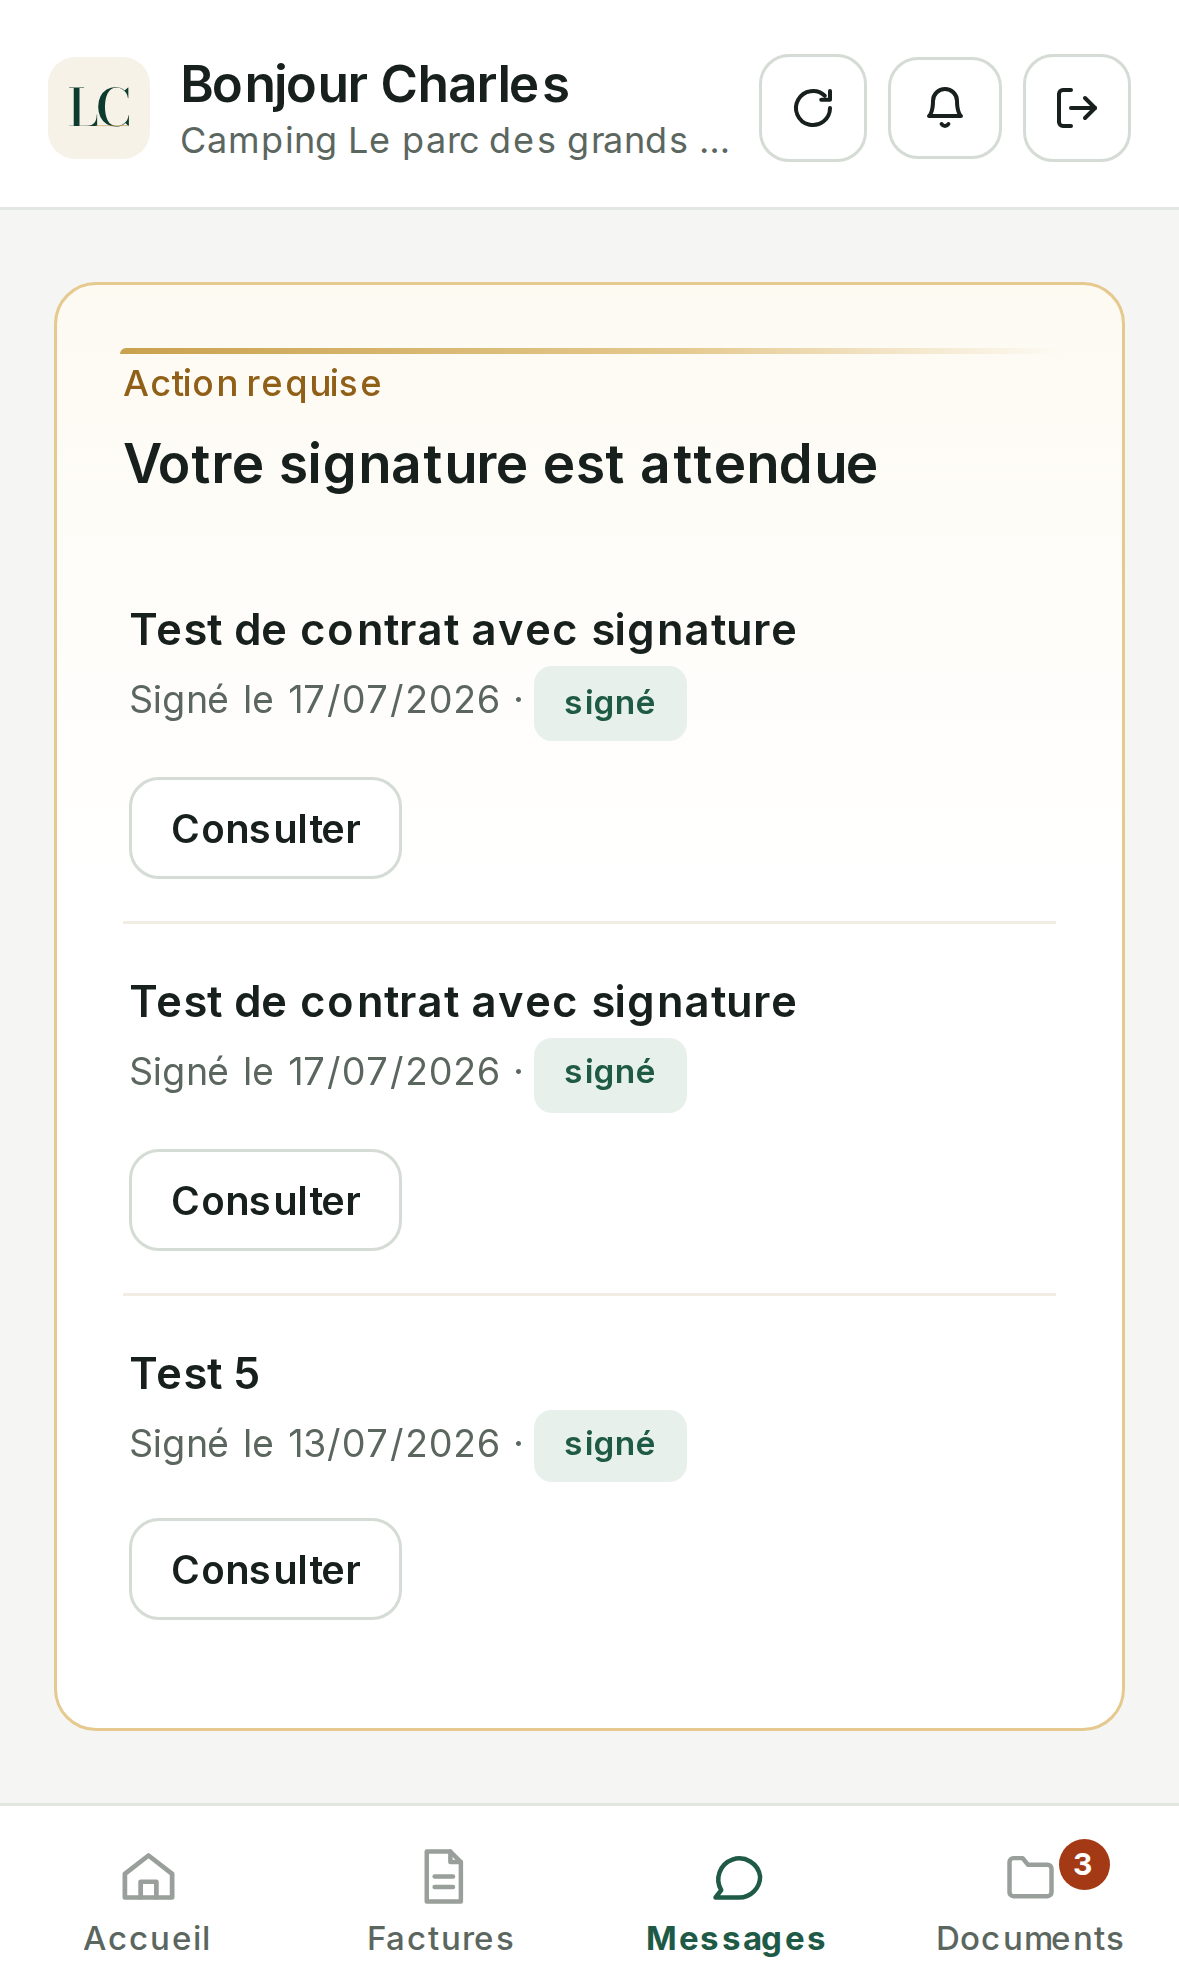 LC
Bonjour Charles
Camping Le parc des grands ...
Action requise
Votre signature est attendue
Test de contrat avec signature
Signé le 17/07/2026 · signé
Consulter
Test de contrat avec signature
Signé le 17/07/2026 · signé
Consulter
Test 5
Signé le 13/07/2026 · signé
Consulter
3
Accueil Factures Messages Documents